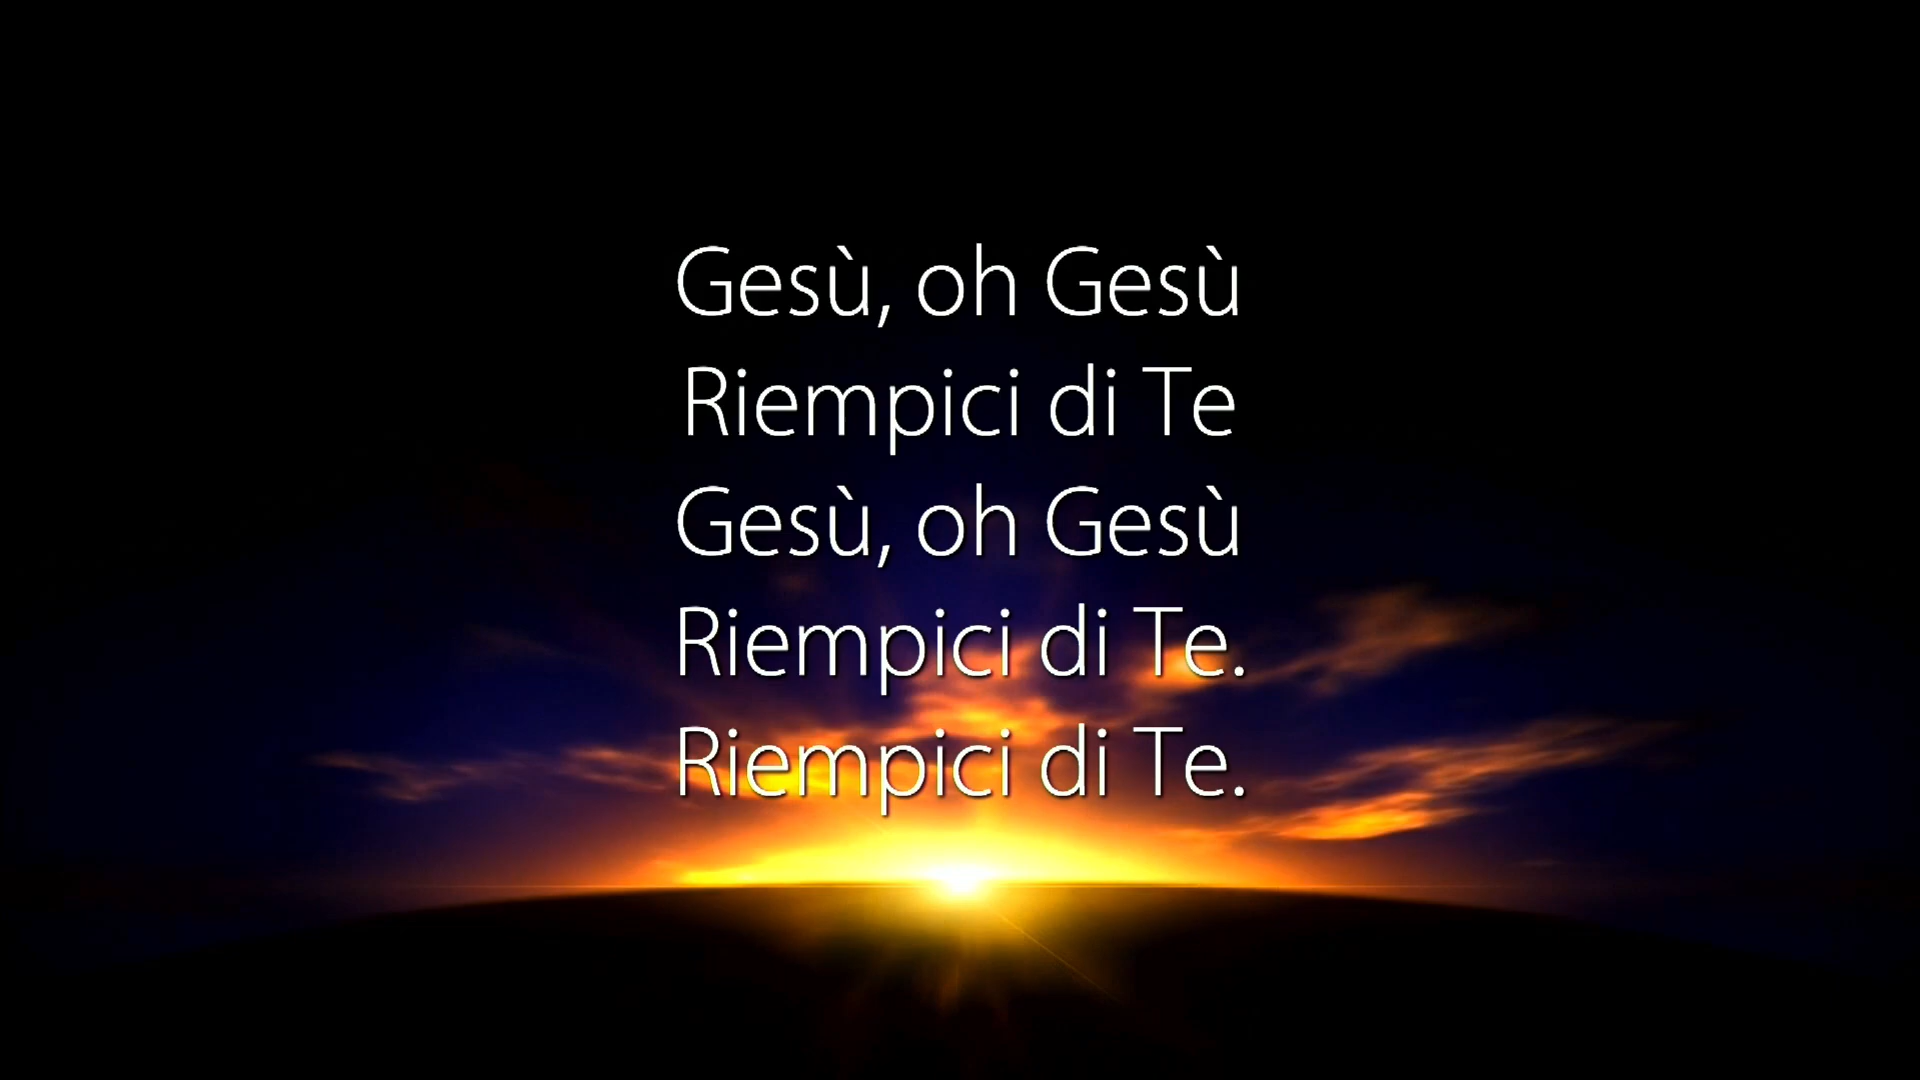 Gesù, oh Gesù
Riempici di Te
Gesù, oh Gesù
Riempici di Te.
Riempici di Te.